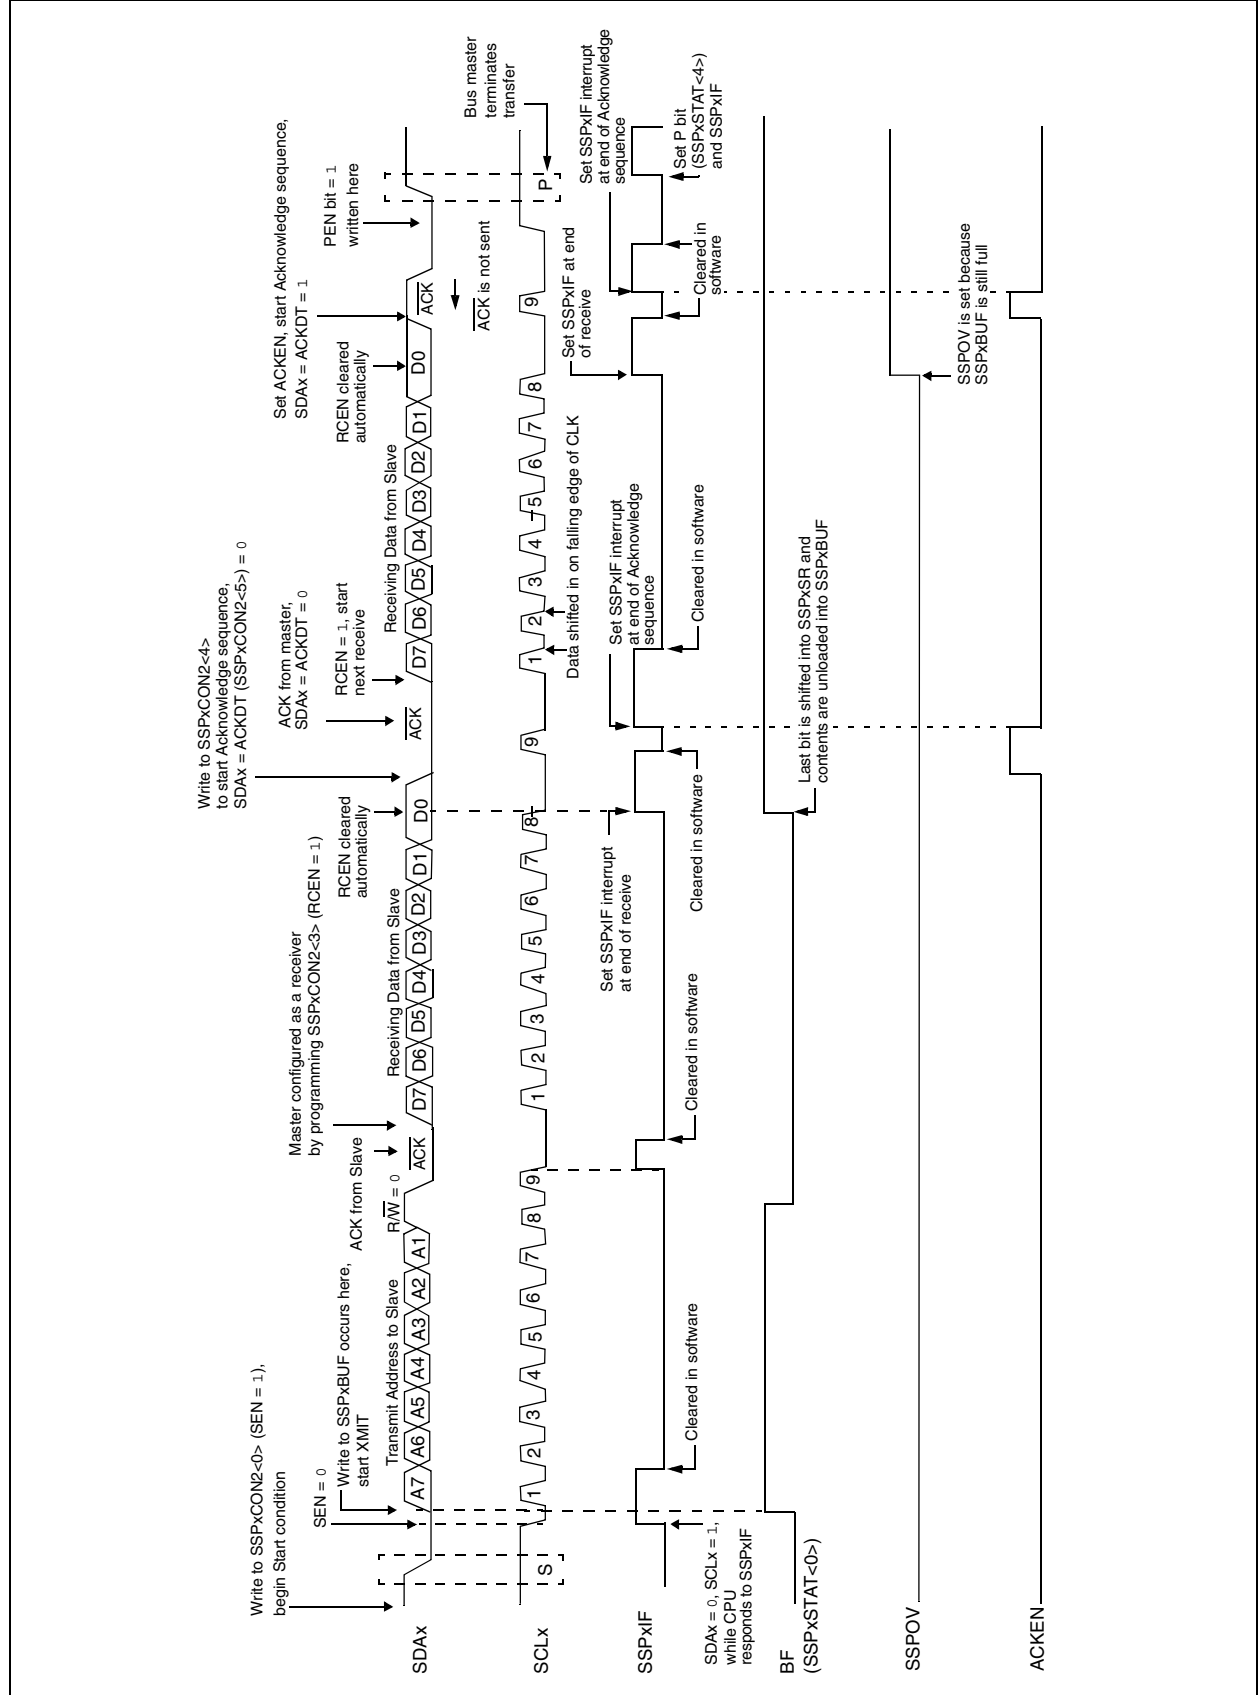 Write to SSPxCON2<0> (SEN = 1),
begin Start condition
SEN = 0
Write to SSPxBUF occurs here,
start XMIT
Transmit Address to Slave
ACK from Slave
R/W = 0
Master configured as a receiver
by programming SSPxCON2<3> (RCEN = 1)
Receiving Data from Slave
RCEN cleared
automatically
Write to SSPxCON2<4>
to start Acknowledge sequence,
SDAx = ACKDT (SSPxCON2<5>) = 0
ACK from master,
SDAx = ACKDT = 0
RCEN = 1, start
next receive
Receiving Data from Slave
RCEN cleared
automatically
Set ACKEN, start Acknowledge sequence,
SDAx = ACKDT = 1
PEN bit = 1
written here
SDAx
A7 A6 A5 A4 A3 A2 A1
ACK
D7 D6 D5 D4 D3 D2 D1 D0
ACK
D7 D6 D5 D4 D3 D2 D1 D0
ACK
ACK is not sent
Bus master
terminates
transfer
SCLx
S
1 2 3 4 5 6 7 8 9
1 2 3 4 5 6 7 8 9
1 2 3 4 5 6 7 8 9
P
Data shifted in on falling edge of CLK
Set SSPxIF interrupt
at end of receive
Set SSPxIF interrupt
at end of Acknowledge
sequence
Set SSPxIF at end
of receive
Set SSPxIF interrupt
at end of Acknowledge
sequence
SSPxIF
SDAx = 0, SCLx = 1,
while CPU
responds to SSPxIF
Cleared in software
Cleared in software
Cleared in software
Cleared in software
Cleared in
software
Set P bit
(SSPxSTAT<4>)
and SSPxIF
BF
(SSPxSTAT<0>)
Last bit is shifted into SSPxSR and
contents are unloaded into SSPxBUF
SSPOV
SSPOV is set because
SSPxBUF is still full
ACKEN